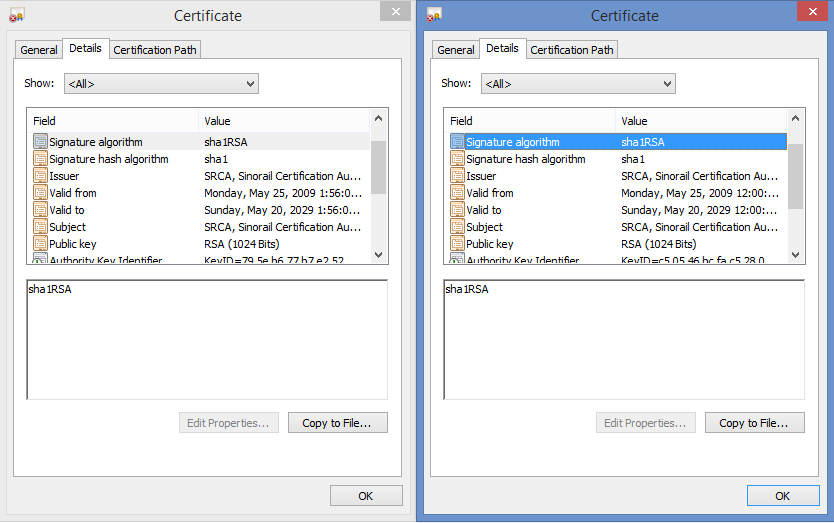 Certificate
General Details Certification Path
Show: <All>
Field Value
Signature algorithm sha1RSA
Signature hash algorithm sha1
Issuer SRCA, Sinorail Certification Au...
Valid from Monday, May 25, 2009 1:56:0...
Valid to Sunday, May 20, 2029 1:56:0...
Subject SRCA, Sinorail Certification Au...
Public key RSA (1024 Bits)
Authority Key Identifier KeyID=79 5e b6 77 b7 e2 52
sha1RSA
Edit Properties... Copy to File...
OK
Certificate
General Details Certification Path
Show: <All>
Field Value
Signature algorithm sha1RSA
Signature hash algorithm sha1
Issuer SRCA, Sinorail Certification Au...
Valid from Monday, May 25, 2009 12:00:...
Valid to Sunday, May 20, 2029 12:00:...
Subject SRCA, Sinorail Certification Au...
Public key RSA (1024 Bits)
Authority Key Identifier KeyID=c5 05 46 bc fa c5 28 0
sha1RSA
Edit Properties... Copy to File...
OK